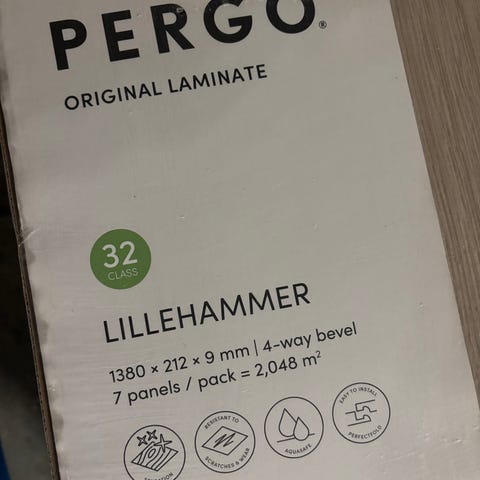 PERGO®
ORIGINAL LAMINATE
32
CLASS
LILLEHAMMER
1380 × 212 × 9 mm | 4-way bevel
7 panels / pack = 2,048 m²
RESISTANT TO
SCRATCHES & WEAR
AQUASAFE
EASY TO INSTALL
PERFECTFOLD